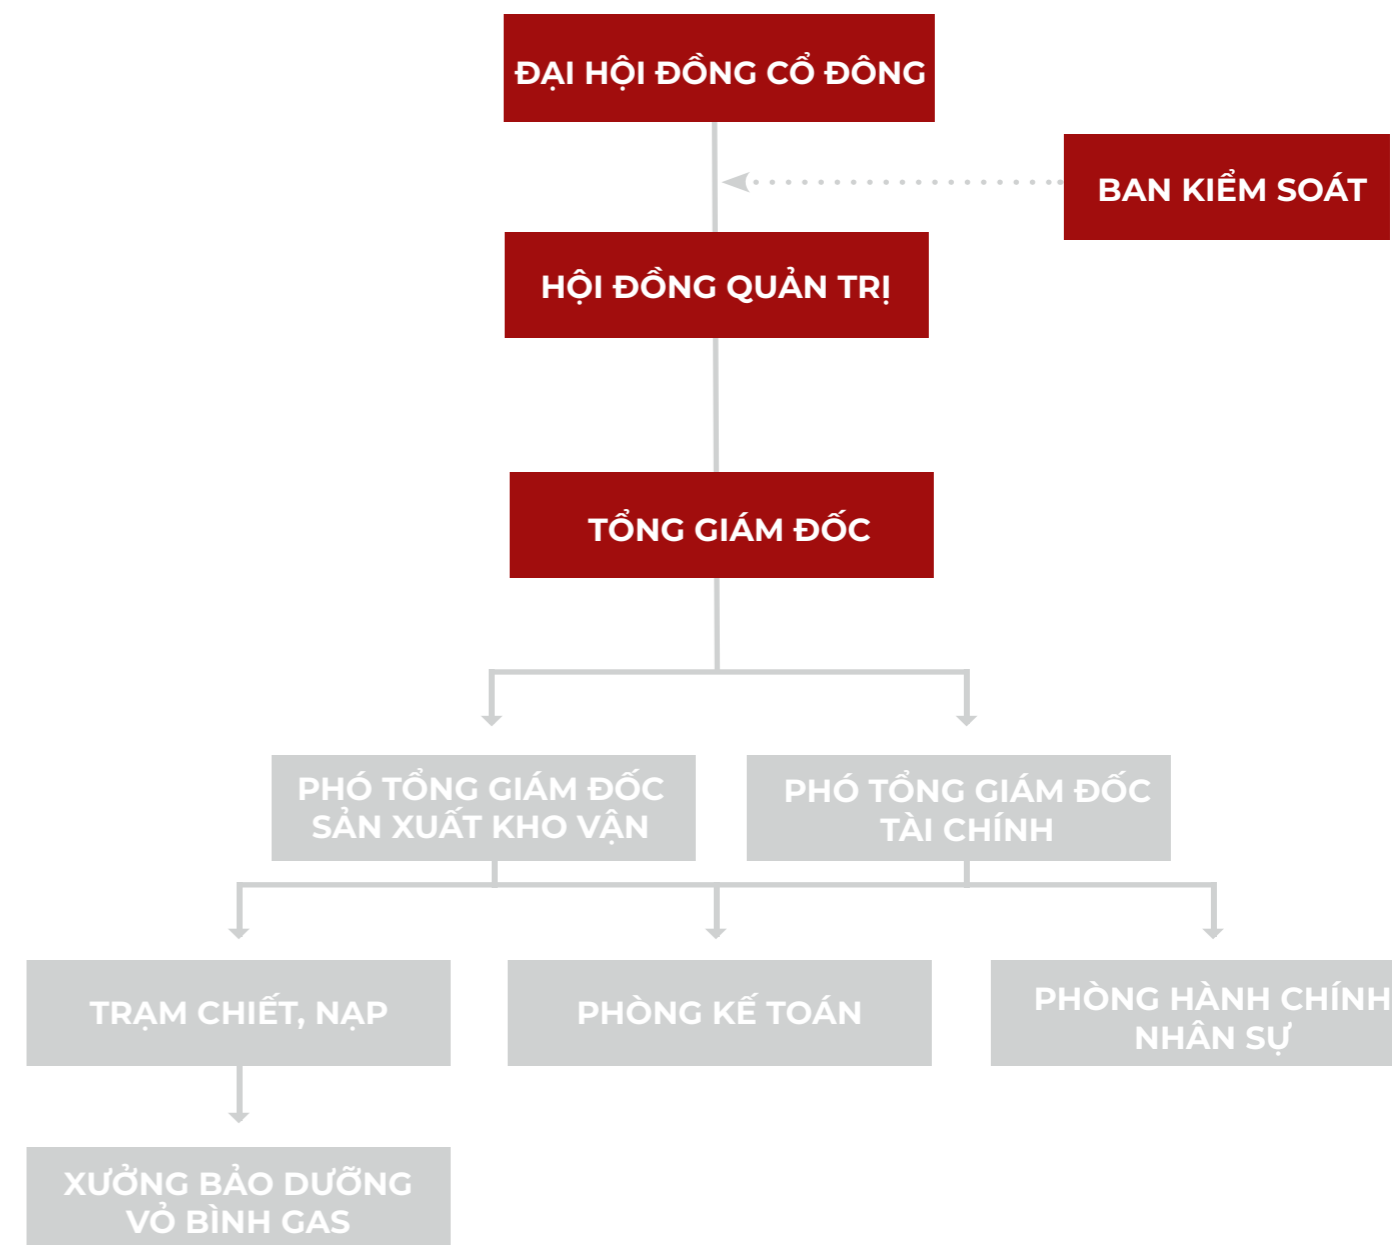 ĐẠI HỘI ĐỒNG CỔ ĐÔNG
BAN KIỂM SOÁT
HỘI ĐỒNG QUẢN TRỊ
TỔNG GIÁM ĐỐC
PHÓ TỔNG GIÁM ĐỐC
SẢN XUẤT KHO VẬN
PHÓ TỔNG GIÁM ĐỐC
TÀI CHÍNH
TRẠM CHIẾT, NẠP
PHÒNG KẾ TOÁN
PHÒNG HÀNH CHÍNH
NHÂN SỰ
XƯỞNG BẢO DƯỠNG
VỎ BÌNH GAS